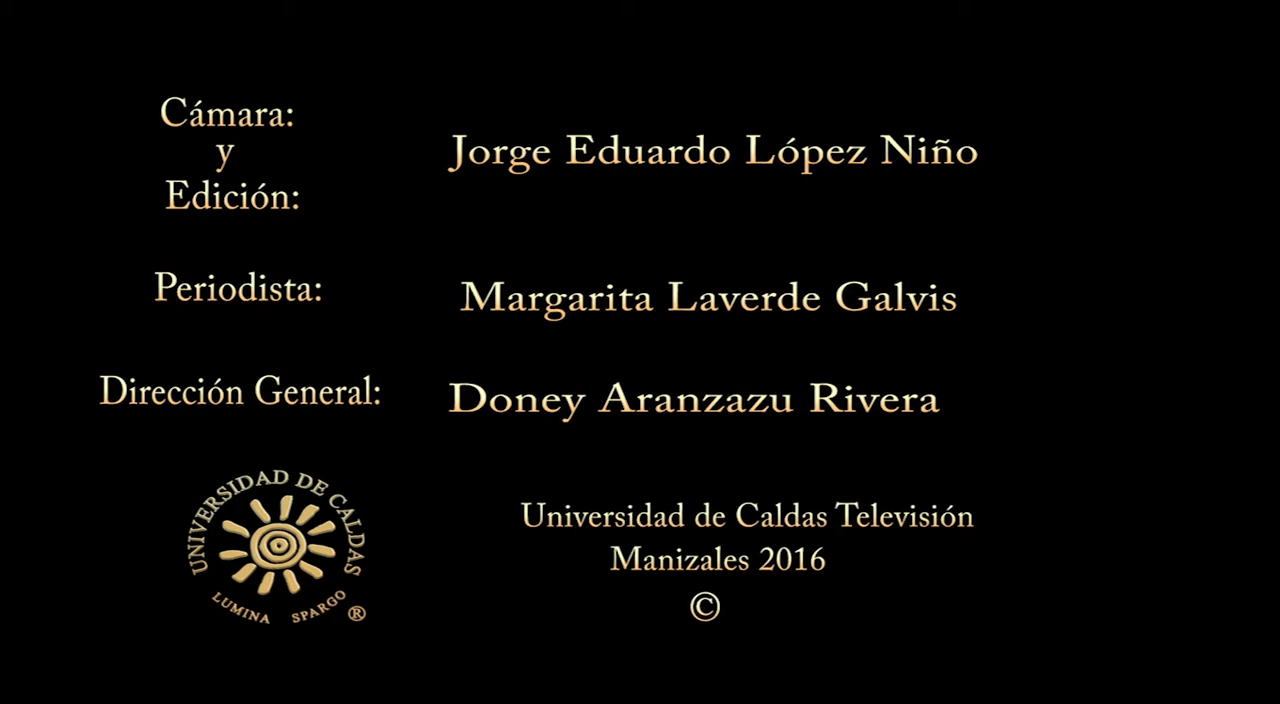 Cámara:
y
Edición:
Jorge Eduardo López Niño
Periodista:
Margarita Laverde Galvis
Dirección General:
Doney Aranzazu Rivera
UNIVERSIDAD DE CALDAS
LUMINA SPARGO
®
Universidad de Caldas Televisión
Manizales 2016
©